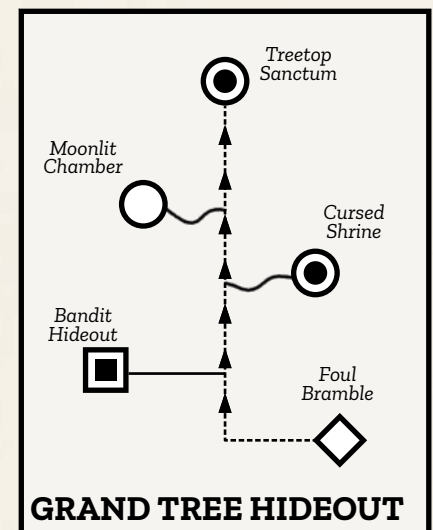 Treetop
Sanctum
Moonlit
Chamber
Cursed
Shrine
Bandit
Hideout
Foul
Bramble
GRAND TREE HIDEOUT